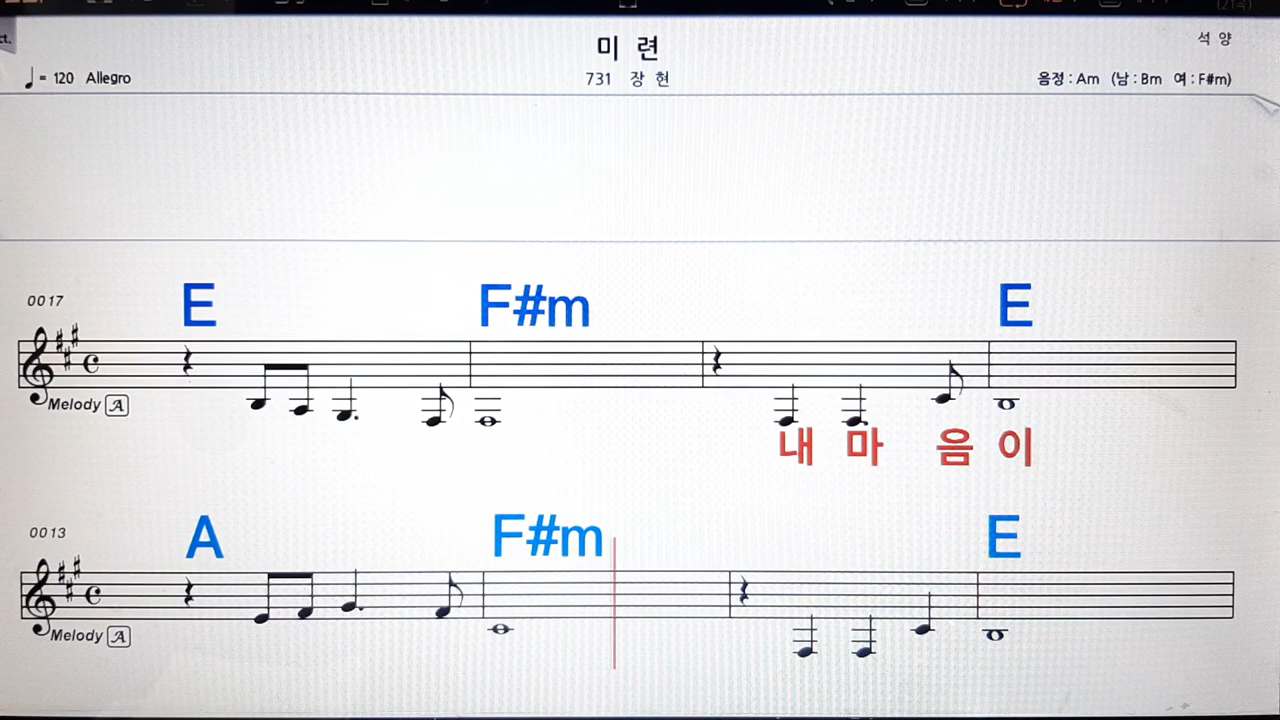 ct.
미 련
석 양
♩= 120 Allegro
731 장 현
음정 : Am (남 : Bm 여 : F#m)
0017
E F#m E
Melody A
내 마 음 이
0013
A F#m E
Melody A